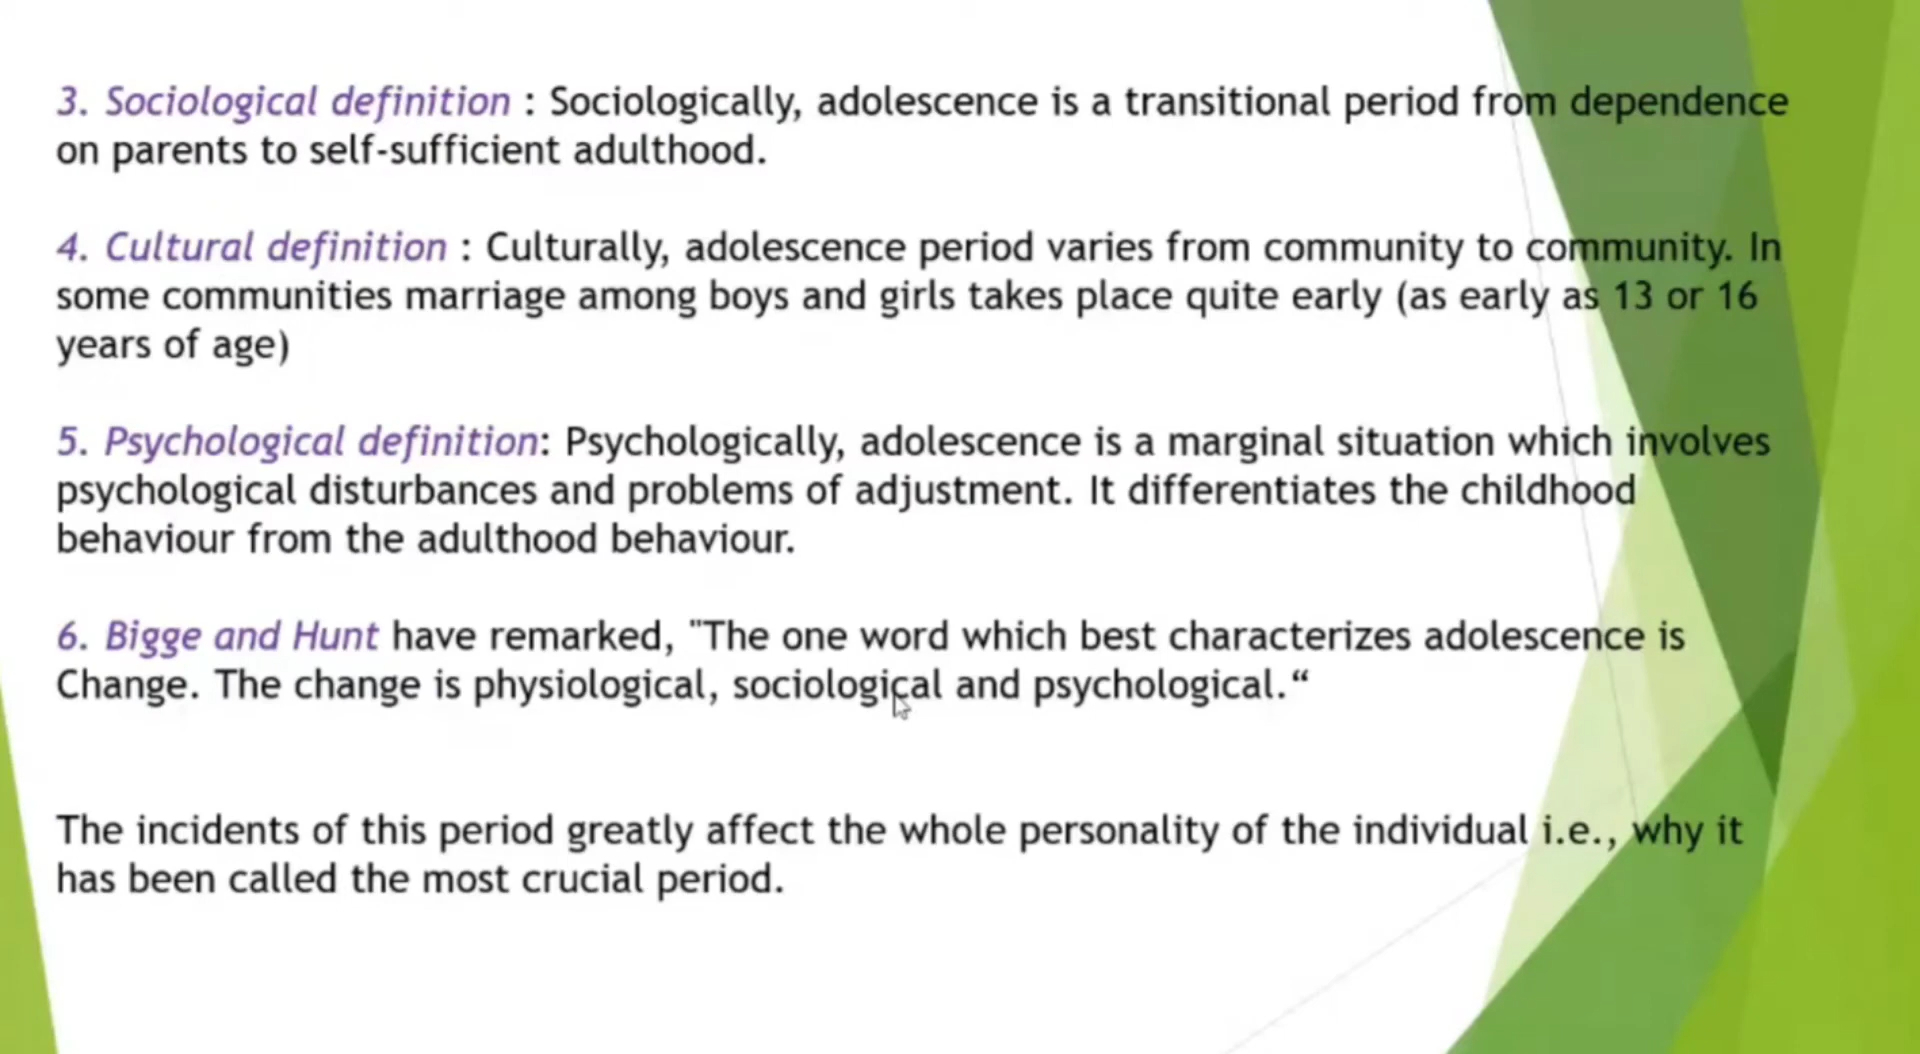 3. Sociological definition : Sociologically, adolescence is a transitional period from dependence
on parents to self-sufficient adulthood.
4. Cultural definition : Culturally, adolescence period varies from community to community. In
some communities marriage among boys and girls takes place quite early (as early as 13 or 16
years of age)
5. Psychological definition: Psychologically, adolescence is a marginal situation which involves
psychological disturbances and problems of adjustment. It differentiates the childhood
behaviour from the adulthood behaviour.
6. Bigge and Hunt have remarked, "The one word which best characterizes adolescence is
Change. The change is physiological, sociological and psychological.“
The incidents of this period greatly affect the whole personality of the individual i.e., why it
has been called the most crucial period.